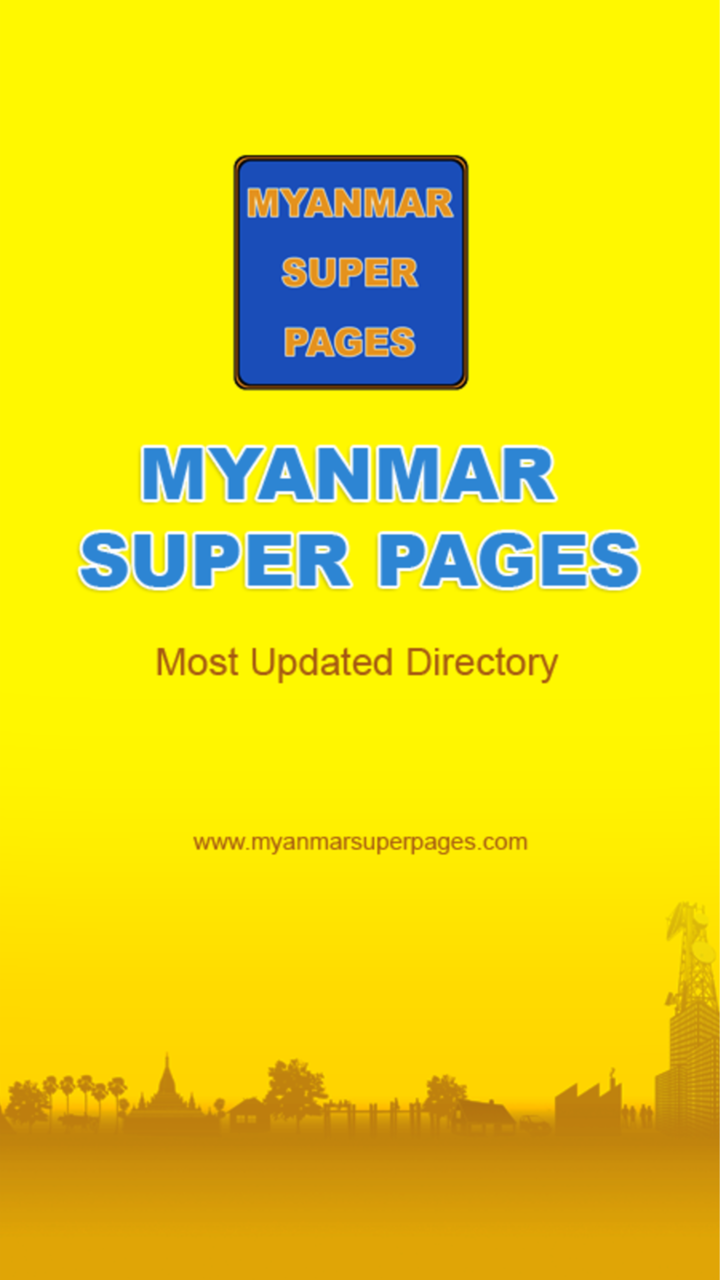 MYANMAR
SUPER
PAGES
MYANMAR
SUPER PAGES
Most Updated Directory
www.myanmarsuperpages.com